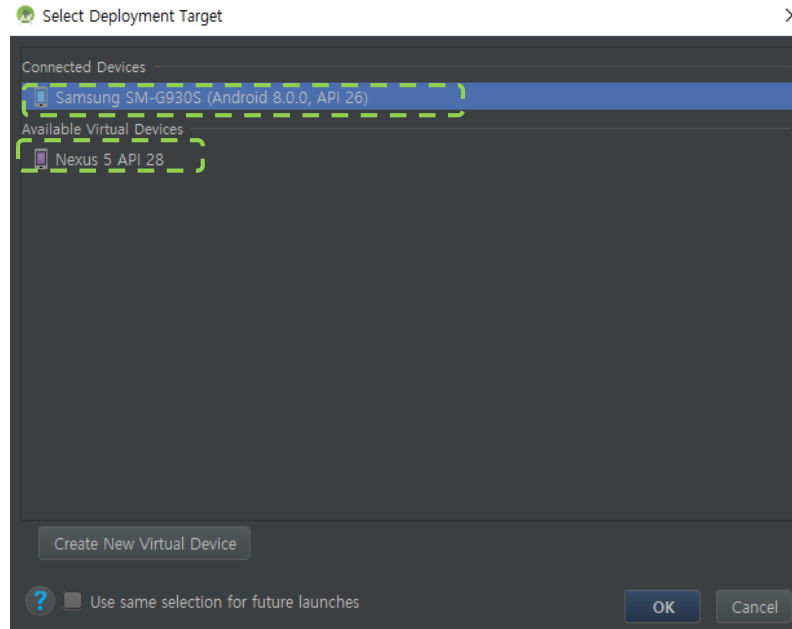 Select Deployment Target
Connected Devices
Samsung SM-G930S (Android 8.0.0, API 26)
Available Virtual Devices
Nexus 5 API 28
Create New Virtual Device
? Use same selection for future launches
OK Cancel